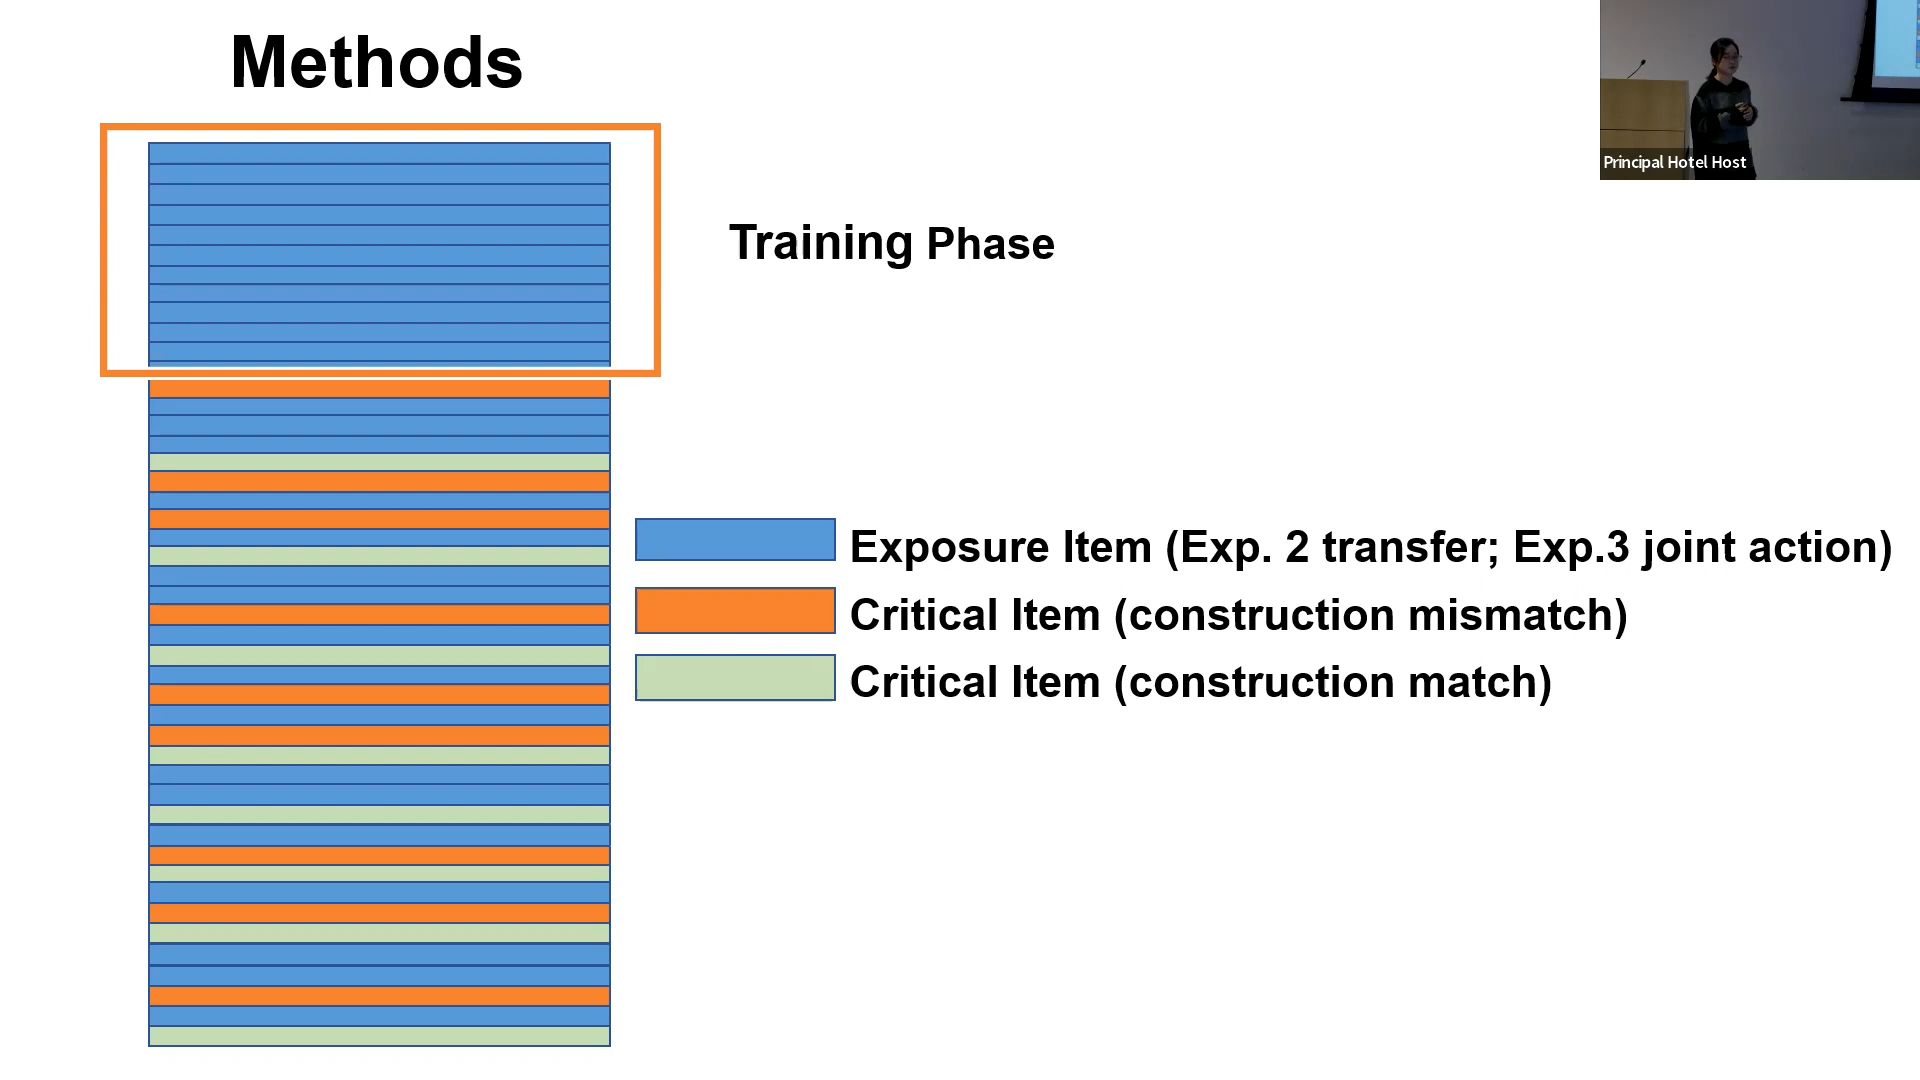 Methods
Principal Hotel Host
Training Phase
Exposure Item (Exp. 2 transfer; Exp.3 joint action)
Critical Item (construction mismatch)
Critical Item (construction match)